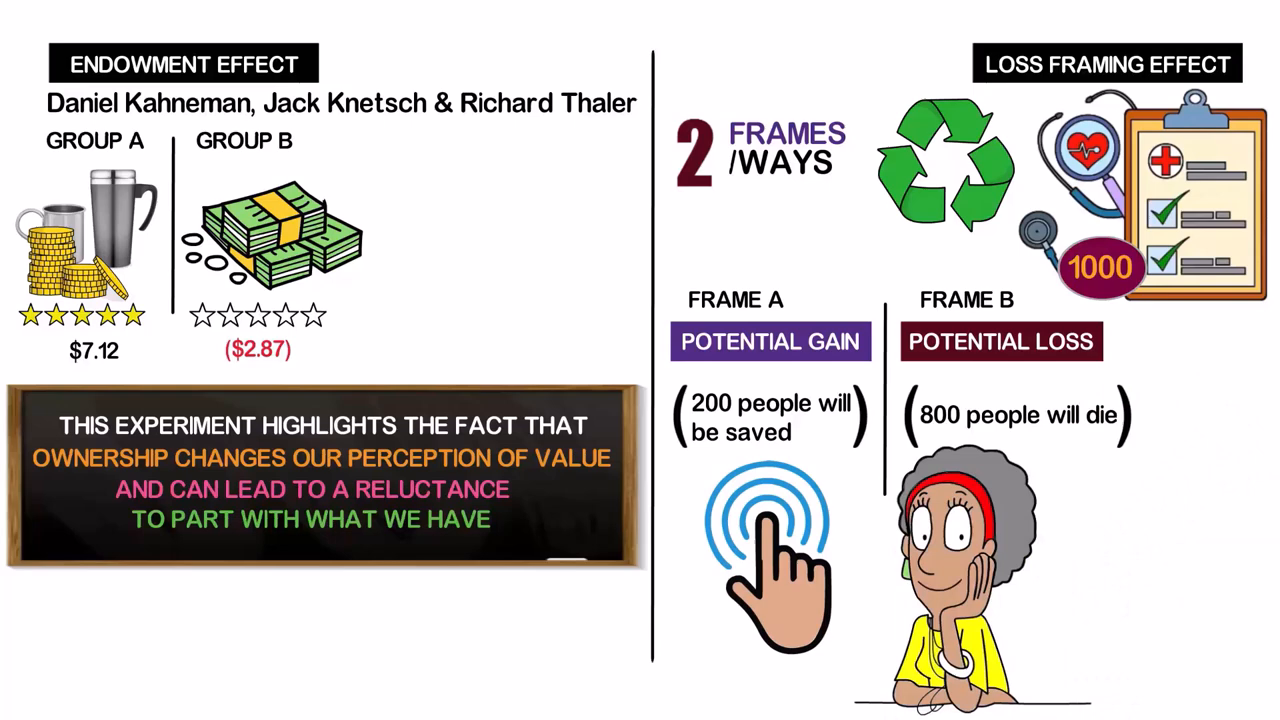 ENDOWMENT EFFECT
Daniel Kahneman, Jack Knetsch & Richard Thaler
GROUP A
GROUP B
$7.12
($2.87)
THIS EXPERIMENT HIGHLIGHTS THE FACT THAT
OWNERSHIP CHANGES OUR PERCEPTION OF VALUE
AND CAN LEAD TO A RELUCTANCE
TO PART WITH WHAT WE HAVE
LOSS FRAMING EFFECT
2 FRAMES
/WAYS
1000
FRAME A
FRAME B
POTENTIAL GAIN
POTENTIAL LOSS
(200 people will
be saved)
(800 people will die)